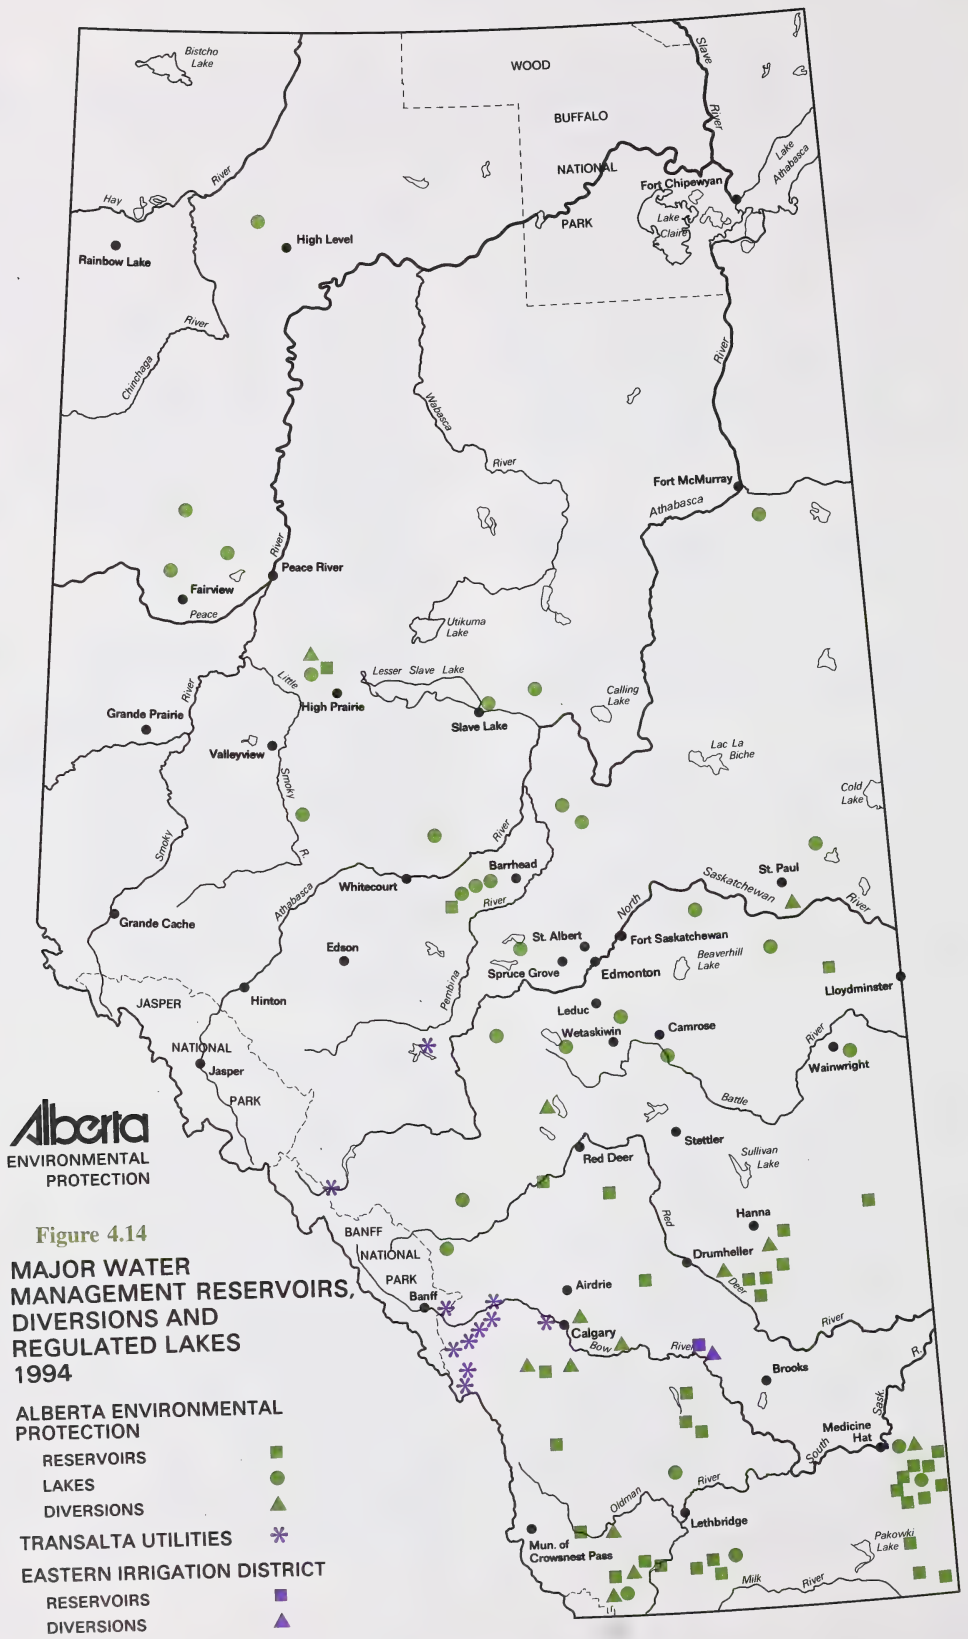 Bistcho
Lake
WOOD
BUFFALO
NATIONAL
PARK
Slave
River
Lake
Athabasca
Fort Chipewyan
Lake
Claire
Hay
River
Rainbow Lake
High Level
River
Chinchaga
River
Wabasca
River
Fort McMurray
Athabasca
River
Peace River
Fairview
Peace
Utikuma
Lake
Little
Lesser Slave Lake
High Prairie
Calling
Lake
River
Grande Prairie
Slave Lake
Valleyview
Smoky
R.
Lac La
Biche
Cold
Lake
Smoky
River
Barrhead
St. Paul
Whitecourt
Athabasca
River
Saskatchewan
River
North
Grande Cache
Edson
St. Albert
Fort Saskatchewan
Spruce Grove
Edmonton
Beaverhill
Lake
Lloydminster
Pembina
Hinton
Leduc
JASPER
NATIONAL
PARK
Jasper
Wetaskiwin
Camrose
River
Wainwright
Battle
Stettler
Red Deer
Sullivan
Lake
Hanna
Red
Drumheller
Deer
River
BANFF
NATIONAL
PARK
Banff
Airdrie
Calgary
Bow
River
Brooks
R.
Sask.
Medicine
Hat
South
River
Oldman
Lethbridge
Mun. of
Crowsnest Pass
Pakowki
Lake
Milk
River
Alberta
ENVIRONMENTAL
PROTECTION
Figure 4.14
MAJOR WATER
MANAGEMENT RESERVOIRS,
DIVERSIONS AND
REGULATED LAKES
1994
ALBERTA ENVIRONMENTAL
PROTECTION
RESERVOIRS
LAKES
DIVERSIONS
TRANSALTA UTILITIES
EASTERN IRRIGATION DISTRICT
RESERVOIRS
DIVERSIONS